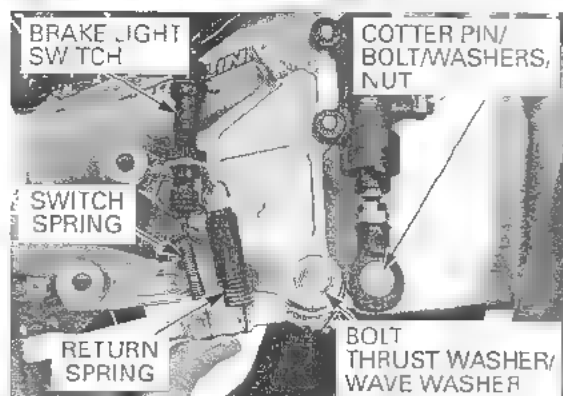 BRAKE LIGHT
SWITCH
COTTER PIN/
BOLT/WASHERS,
NUT
SWITCH
SPRING
RETURN
SPRING
BOLT
THRUST WASHER/
WAVE WASHER